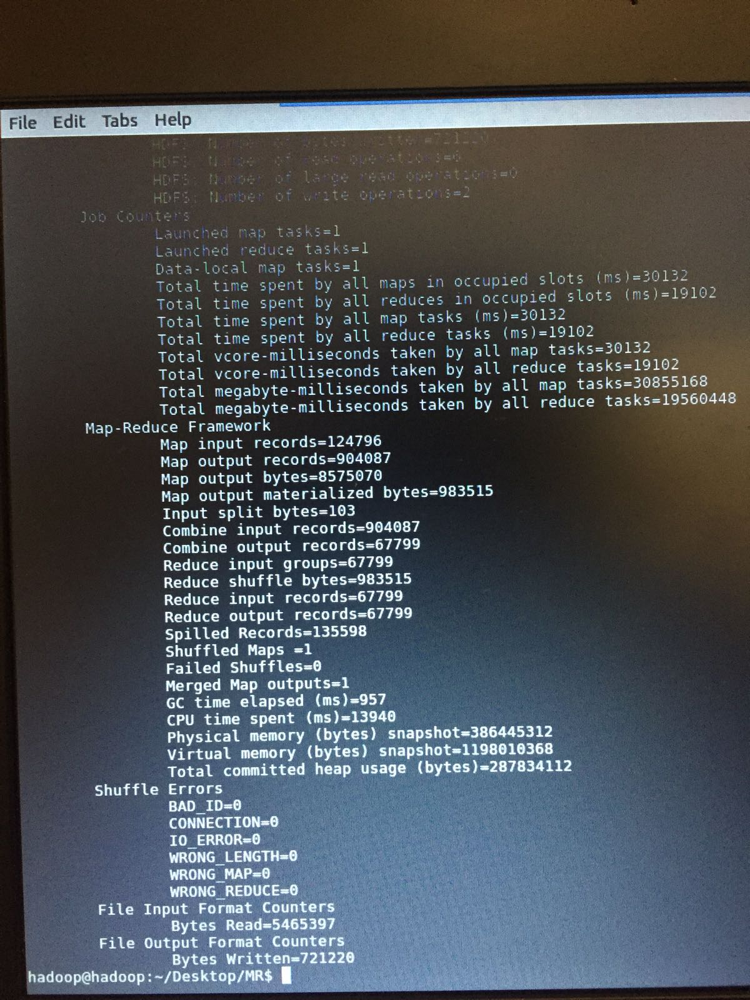 File Edit Tabs Help
HDFS: Number of bytes written=721220
HDFS: Number of read operations=6
HDFS: Number of large read operations=0
HDFS: Number of write operations=2
Job Counters
Launched map tasks=1
Launched reduce tasks=1
Data-local map tasks=1
Total time spent by all maps in occupied slots (ms)=30132
Total time spent by all reduces in occupied slots (ms)=19102
Total time spent by all map tasks (ms)=30132
Total time spent by all reduce tasks (ms)=19102
Total vcore-milliseconds taken by all map tasks=30132
Total vcore-milliseconds taken by all reduce tasks=19102
Total megabyte-milliseconds taken by all map tasks=30855168
Total megabyte-milliseconds taken by all reduce tasks=19560448
Map-Reduce Framework
Map input records=124796
Map output records=904087
Map output bytes=8575070
Map output materialized bytes=983515
Input split bytes=103
Combine input records=904087
Combine output records=67799
Reduce input groups=67799
Reduce shuffle bytes=983515
Reduce input records=67799
Reduce output records=67799
Spilled Records=135598
Shuffled Maps =1
Failed Shuffles=0
Merged Map outputs=1
GC time elapsed (ms)=957
CPU time spent (ms)=13940
Physical memory (bytes) snapshot=386445312
Virtual memory (bytes) snapshot=1198010368
Total committed heap usage (bytes)=287834112
Shuffle Errors
BAD_ID=0
CONNECTION=0
IO_ERROR=0
WRONG_LENGTH=0
WRONG_MAP=0
WRONG_REDUCE=0
File Input Format Counters
Bytes Read=5465397
File Output Format Counters
Bytes Written=721220
hadoop@hadoop:~/Desktop/MR$